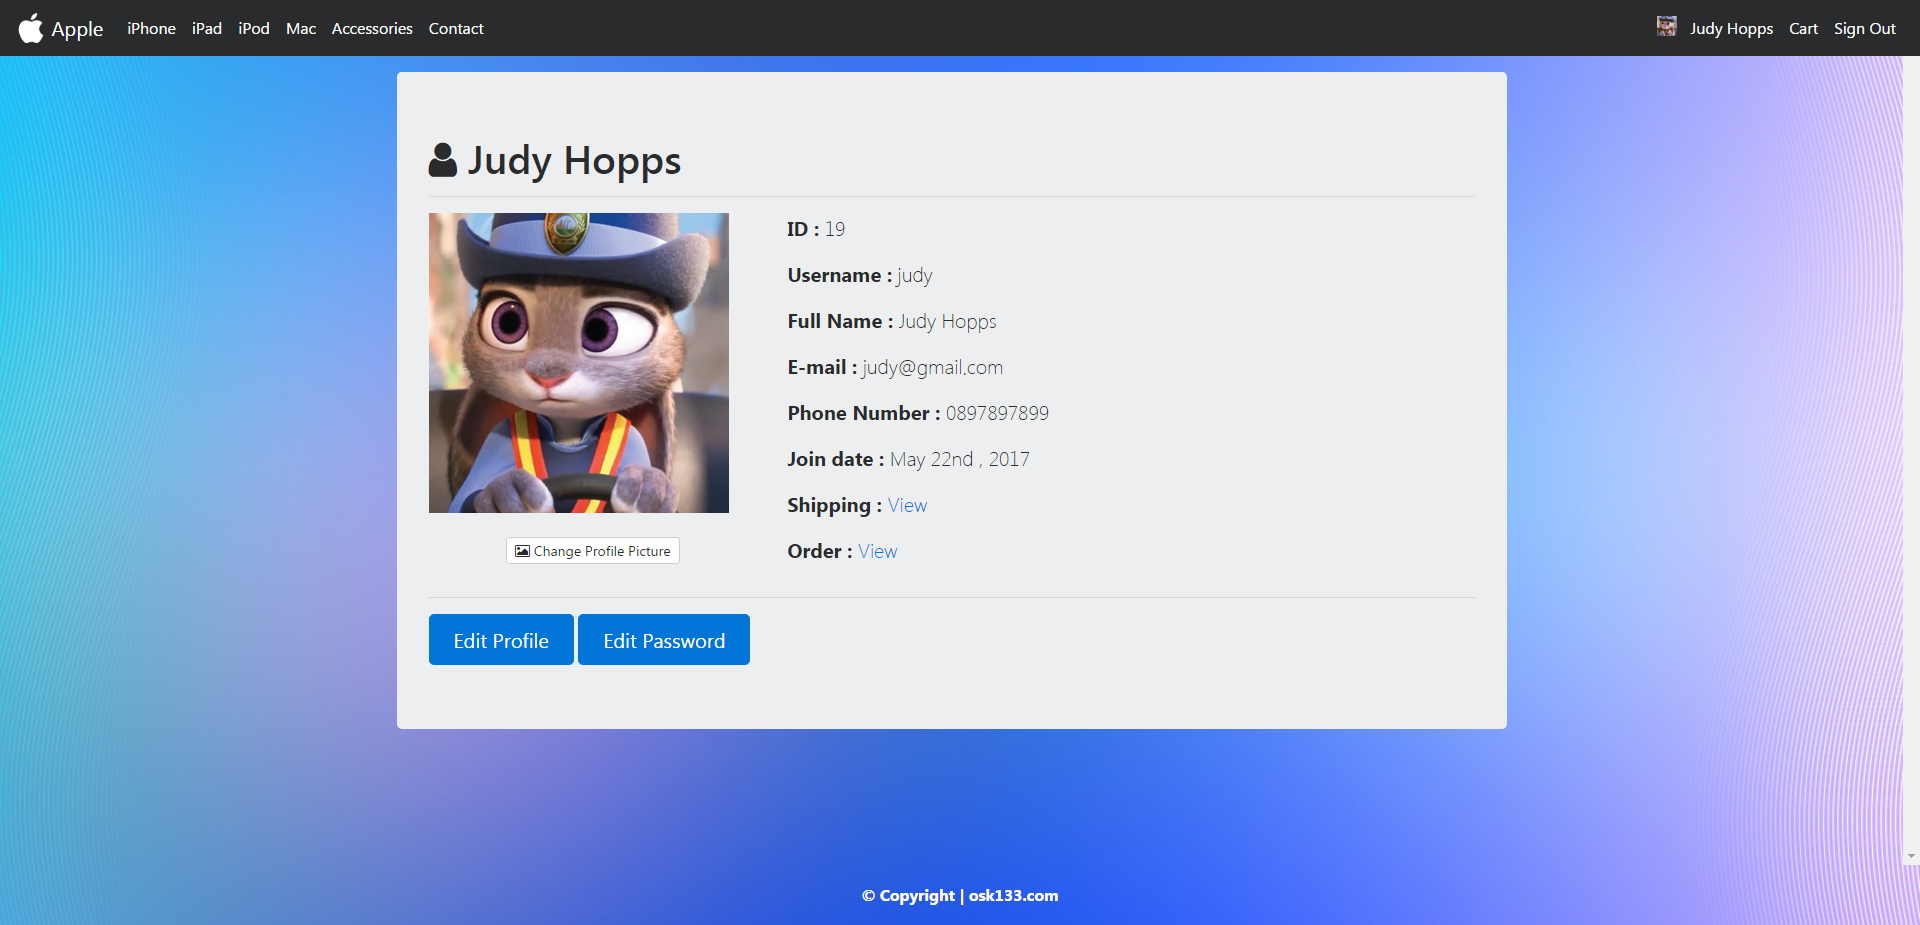 Apple iPhone iPad iPod Mac Accessories Contact Judy Hopps Cart Sign Out
Judy Hopps
ID : 19
Username : judy
Full Name : Judy Hopps
E-mail : judy@gmail.com
Phone Number : 0897897899
Join date : May 22nd , 2017
Shipping : View
Order : View
Change Profile Picture
Edit Profile Edit Password
© Copyright | osk133.com